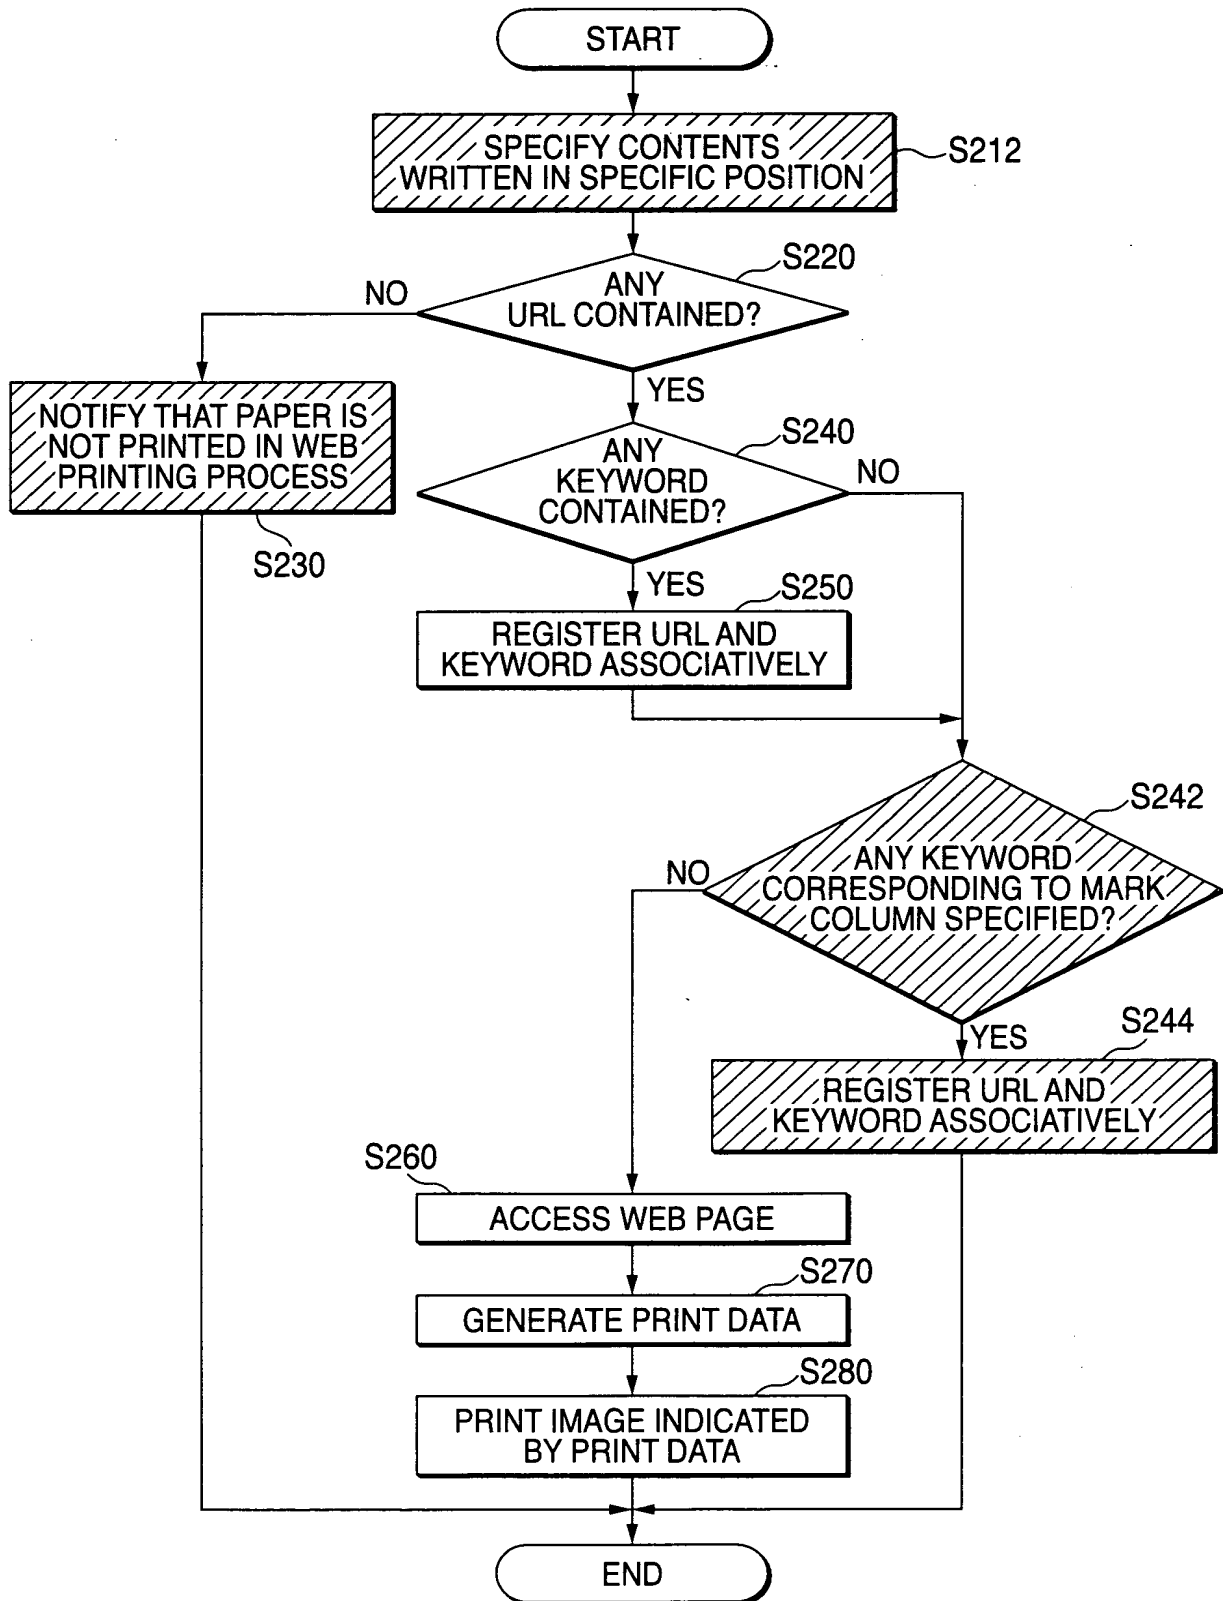 START
SPECIFY CONTENTS
WRITTEN IN SPECIFIC POSITION
S212
S220
ANY
URL CONTAINED?
NO
YES
NOTIFY THAT PAPER IS
NOT PRINTED IN WEB
PRINTING PROCESS
S230
S240
ANY
KEYWORD
CONTAINED?
NO
YES
S250
REGISTER URL AND
KEYWORD ASSOCIATIVELY
S242
ANY KEYWORD
CORRESPONDING TO MARK
COLUMN SPECIFIED?
NO
YES
S244
REGISTER URL AND
KEYWORD ASSOCIATIVELY
S260
ACCESS WEB PAGE
S270
GENERATE PRINT DATA
S280
PRINT IMAGE INDICATED
BY PRINT DATA
END